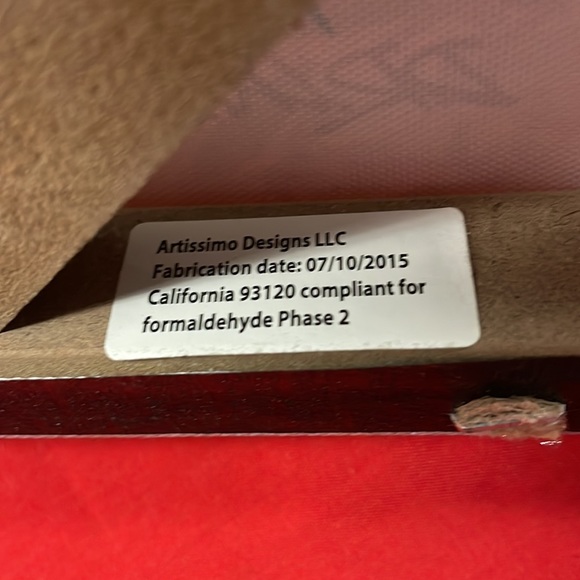 Artissimo Designs LLC
Fabrication date: 07/10/2015
California 93120 compliant for
formaldehyde Phase 2